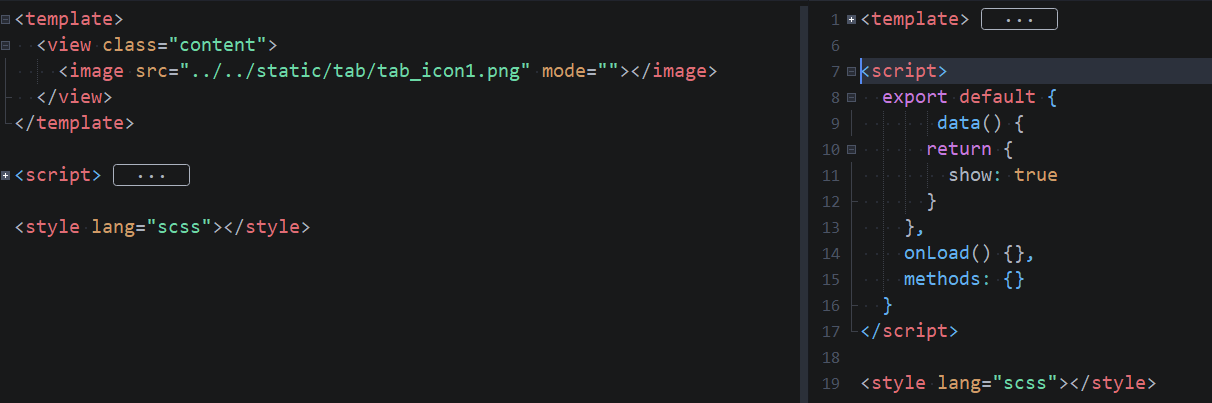 <template>
<view class="content">
<image src="../../static/tab/tab_icon1.png" mode=""></image>
</view>
</template>
<script> ...
<style lang="scss"></style>
1 <template> ...
6
7 <script>
8 export default {
9 data() {
10 return {
11 show: true
12 }
13 },
14 onLoad() {},
15 methods: {}
16 }
17 </script>
18
19 <style lang="scss"></style>